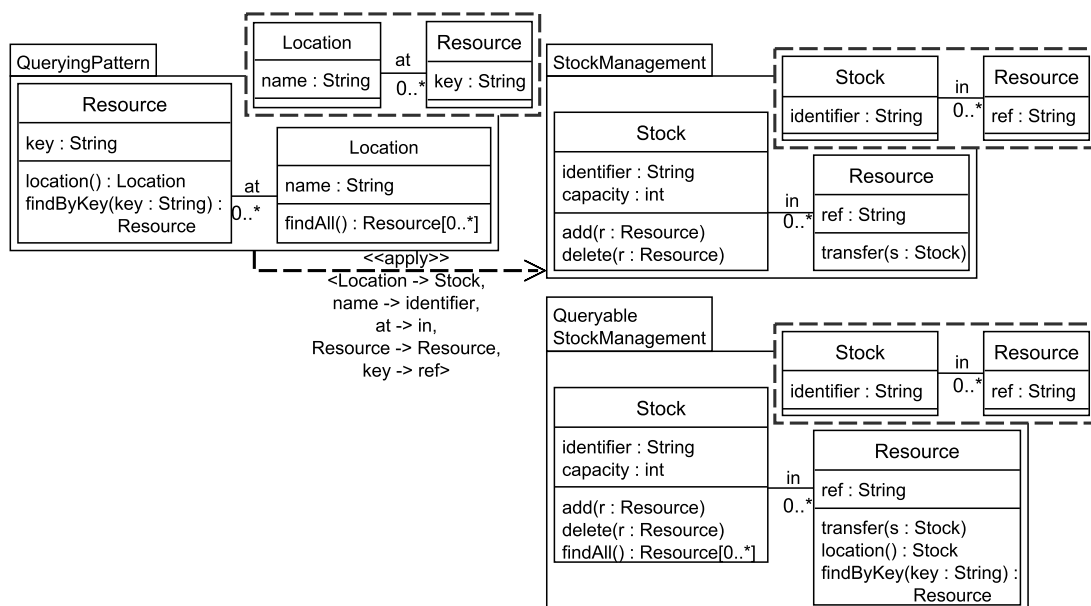 QueryingPattern
Location
name : String
at
0..*
Resource
key : String
Resource
key : String
location() : Location
findByKey(key : String) :
Resource
at
0..*
Location
name : String
findAll() : Resource[0..*]
<<apply>>
<Location -> Stock,
name -> identifier,
at -> in,
Resource -> Resource,
key -> ref>
StockManagement
Stock
identifier : String
in
0..*
Resource
ref : String
Stock
identifier : String
capacity : int
add(r : Resource)
delete(r : Resource)
in
0..*
Resource
ref : String
transfer(s : Stock)
Queryable
StockManagement
Stock
identifier : String
in
0..*
Resource
ref : String
Stock
identifier : String
capacity : int
add(r : Resource)
delete(r : Resource)
findAll() : Resource[0..*]
in
0..*
Resource
ref : String
transfer(s : Stock)
location() : Stock
findByKey(key : String) :
Resource